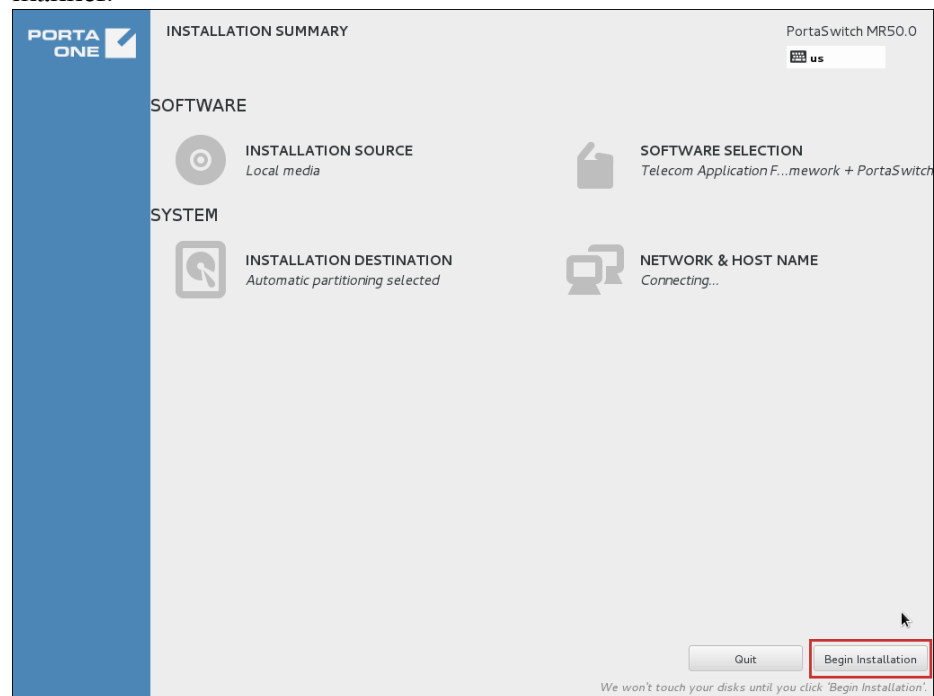 PORTA ONE
INSTALLATION SUMMARY
PortaSwitch MR50.0
us
SOFTWARE
INSTALLATION SOURCE
Local media
SOFTWARE SELECTION
Telecom Application F...mework + PortaSwitch
SYSTEM
INSTALLATION DESTINATION
Automatic partitioning selected
NETWORK & HOST NAME
Connecting...
Quit
Begin Installation
We won't touch your disks until you click 'Begin Installation'.